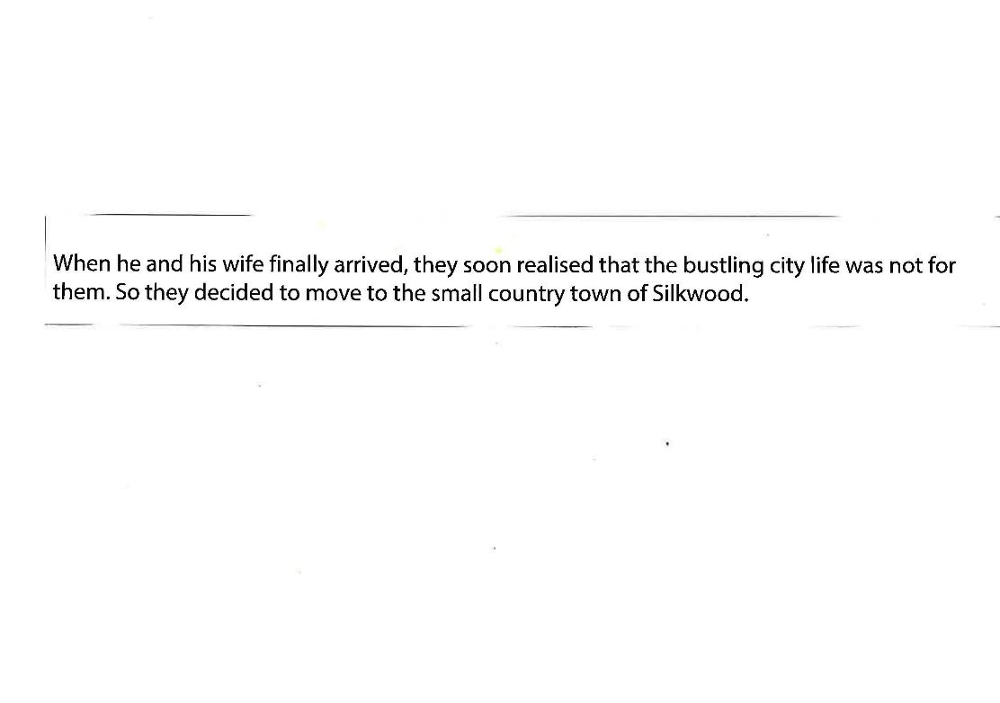 When he and his wife finally arrived, they soon realised that the bustling city life was not for
them. So they decided to move to the small country town of Silkwood.